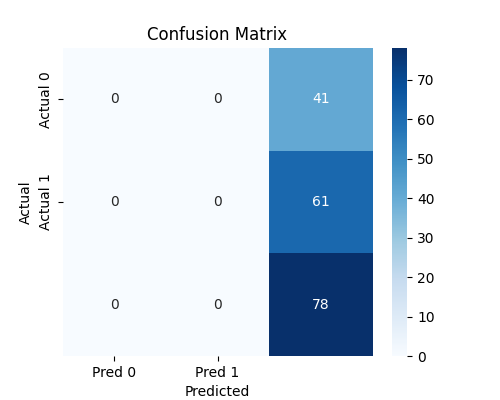 Confusion Matrix
Actual 0
0 0 41
Actual
Actual 1
0 0 61
0 0 78
Pred 0 Pred 1
Predicted
70
60
50
40
30
20
10
0